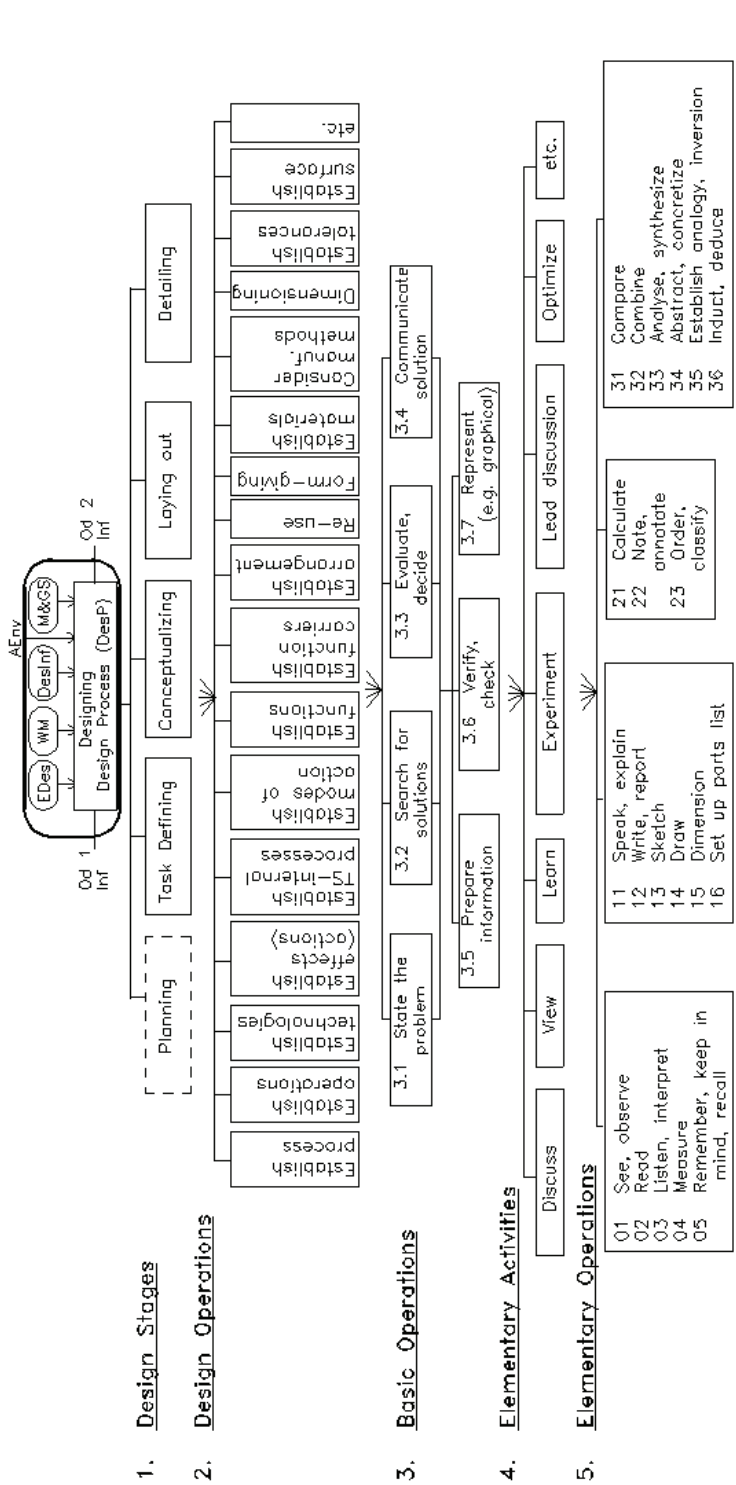 AEnv
EDes
WM
DesInf
M&GS
Od 1
Inf
Designing
Design Process (DesP)
Od 2
Inf
1. Design Stages
Planning
Task Defining
Conceptualizing
Laying out
Detailing
2. Design Operations
Establish
process
Establish
operations
Establish
technologies
Establish
effects
(actions)
Establish
TS-internal
processes
Establish
modes of
action
Establish
functions
Establish
function
carriers
Establish
arrangement
Re-use
Form-giving
Establish
materials
Consider
manuf.
methods
Dimensioning
Establish
tolerances
Establish
surface
etc.
3. Basic Operations
3.1 State the
problem
3.2 Search for
solutions
3.3 Evaluate,
decide
3.4 Communicate
solution
3.5 Prepare
information
3.6 Verify,
check
3.7 Represent
(e.g. graphical)
4. Elementary Activities
Discuss
View
Learn
Experiment
Lead discussion
Optimize
etc.
5. Elementary Operations
01 See, observe
02 Read
03 Listen, interpret
04 Measure
05 Remember, keep in
mind, recall
11 Speak, explain
12 Write, report
13 Sketch
14 Draw
15 Dimension
16 Set up parts list
21 Calculate
22 Note,
annotate
23 Order,
classify
31 Compare
32 Combine
33 Analyse, synthesize
34 Abstract, concretize
35 Establish analogy, inversion
36 Induct, deduce